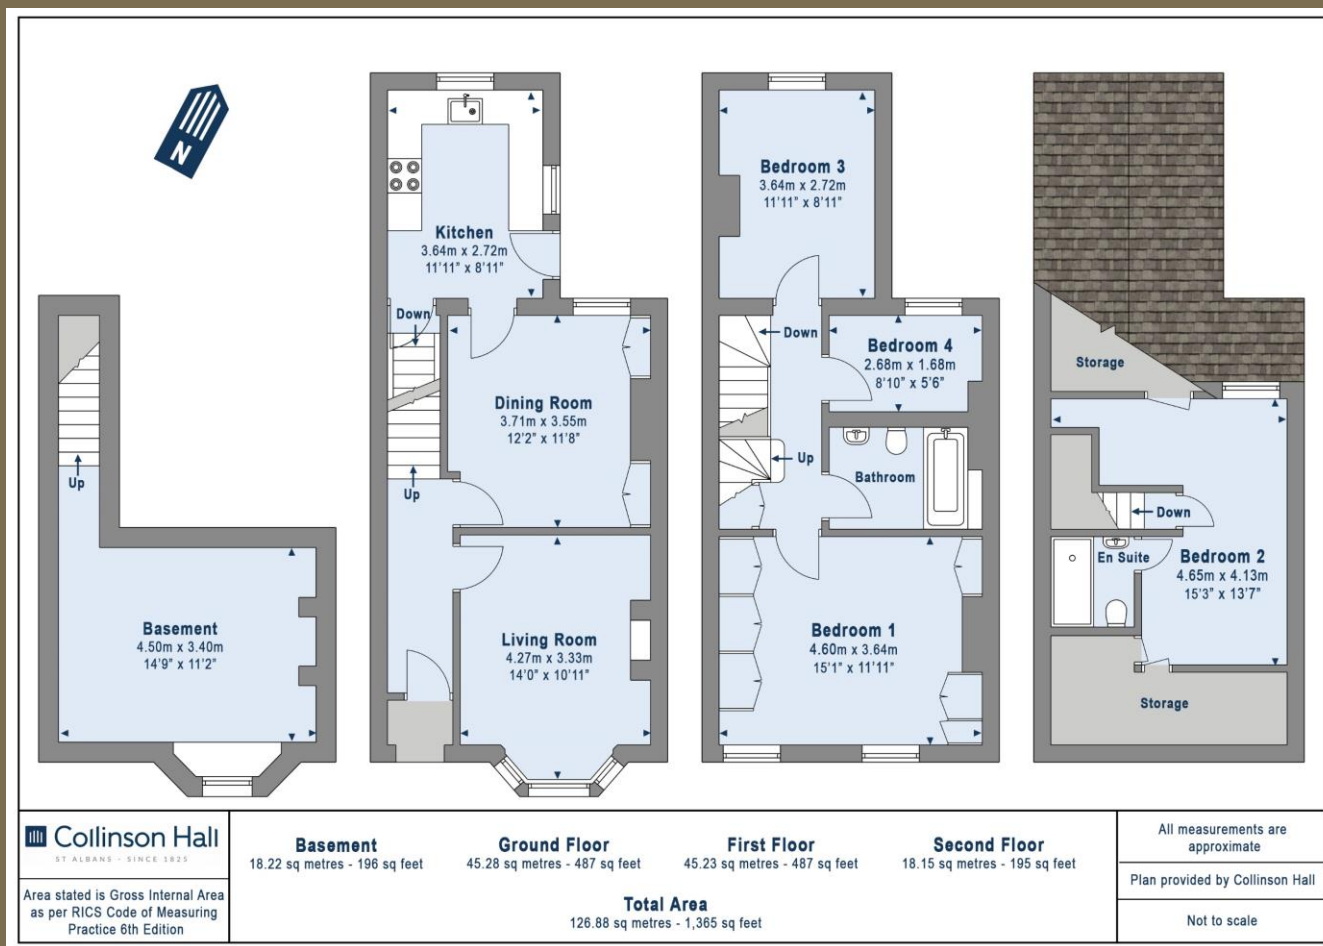 N
Up
Basement
4.50m x 3.40m
14'9" x 11'2"
Kitchen
3.64m x 2.72m
11'11" x 8'11"
Down
Dining Room
3.71m x 3.55m
12'2" x 11'8"
Up
Living Room
4.27m x 3.33m
14'0" x 10'11"
Bedroom 3
3.64m x 2.72m
11'11" x 8'11"
Down
Bedroom 4
2.68m x 1.68m
8'10" x 5'6"
Up
Bathroom
Bedroom 1
4.60m x 3.64m
15'1" x 11'11"
Storage
Down
En Suite
Bedroom 2
4.65m x 4.13m
15'3" x 13'7"
Storage
Collinson Hall
ST ALBANS - SINCE 1825
Area stated is Gross Internal Area
as per RICS Code of Measuring
Practice 6th Edition
Basement
18.22 sq metres - 196 sq feet
Ground Floor
45.28 sq metres - 487 sq feet
First Floor
45.23 sq metres - 487 sq feet
Second Floor
18.15 sq metres - 195 sq feet
Total Area
126.88 sq metres - 1,365 sq feet
All measurements are
approximate
Plan provided by Collinson Hall
Not to scale